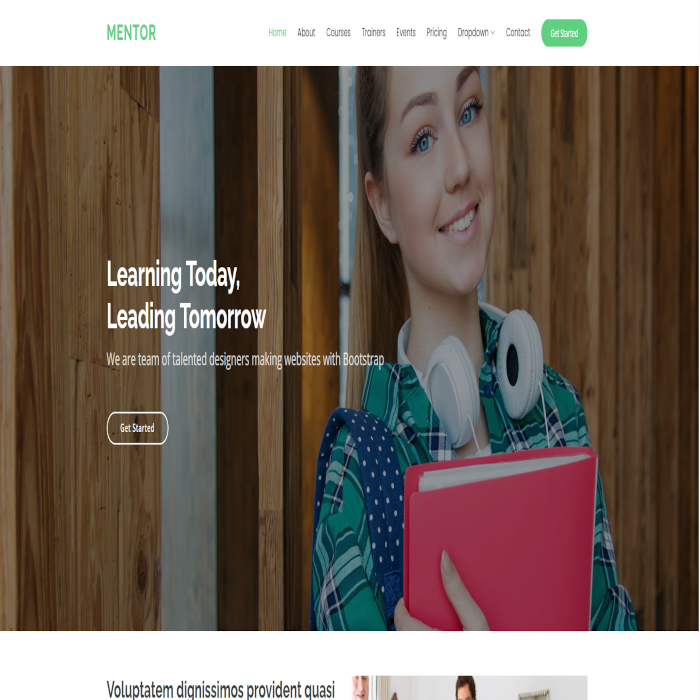 MENTOR
Home About Courses Trainers Events Pricing Dropdown Contact Get Started
Learning Today,
Leading Tomorrow
We are team of talented designers making websites with Bootstrap
Get Started
Voluptatem dignissimos provident quasi